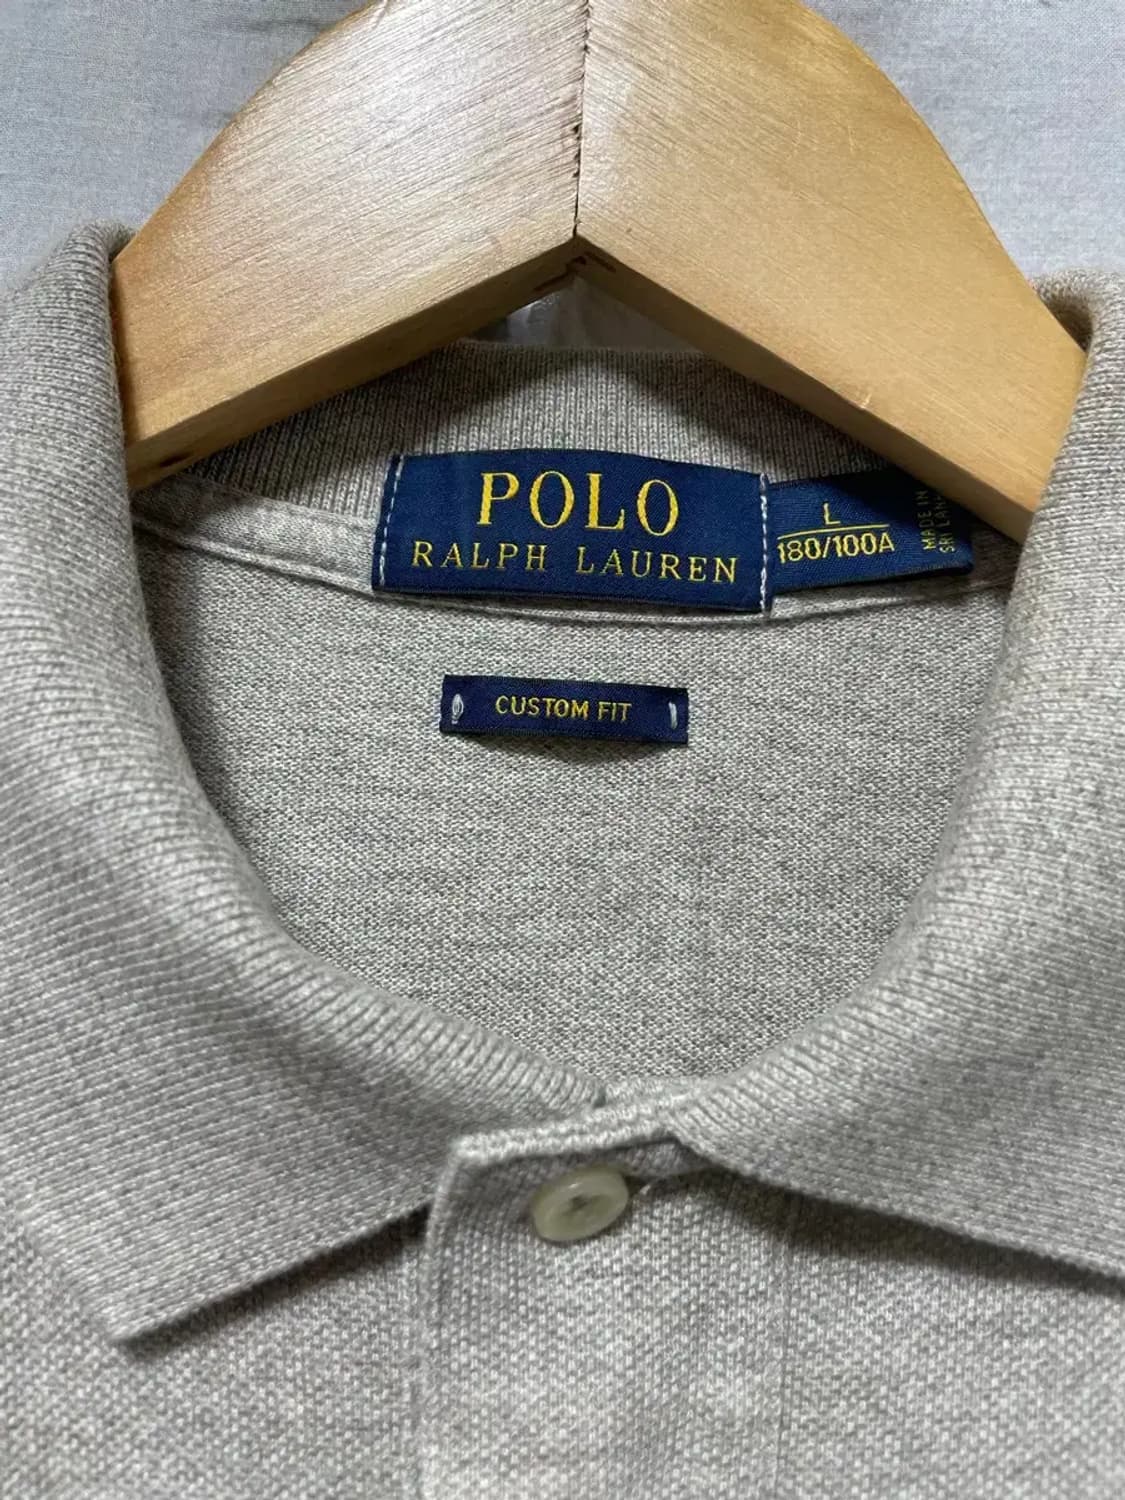 POLO
RALPH LAUREN
L
180/100A
MADE IN
SRI LANKA
CUSTOM FIT